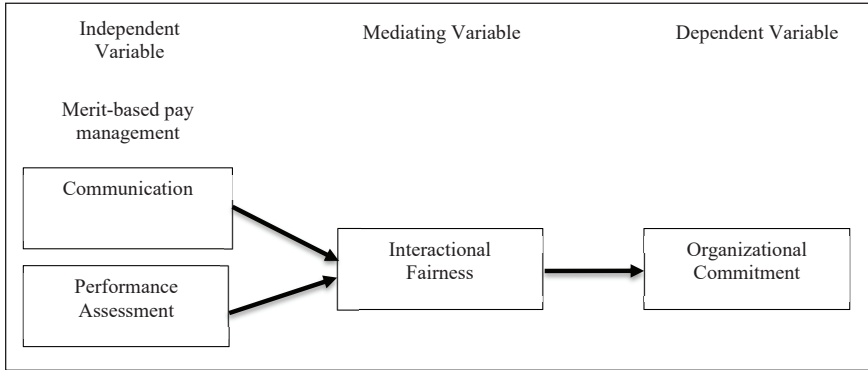 Independent
Variable
Mediating Variable
Dependent Variable
Merit-based pay
management
Communication
Performance
Assessment
Interactional
Fairness
Organizational
Commitment